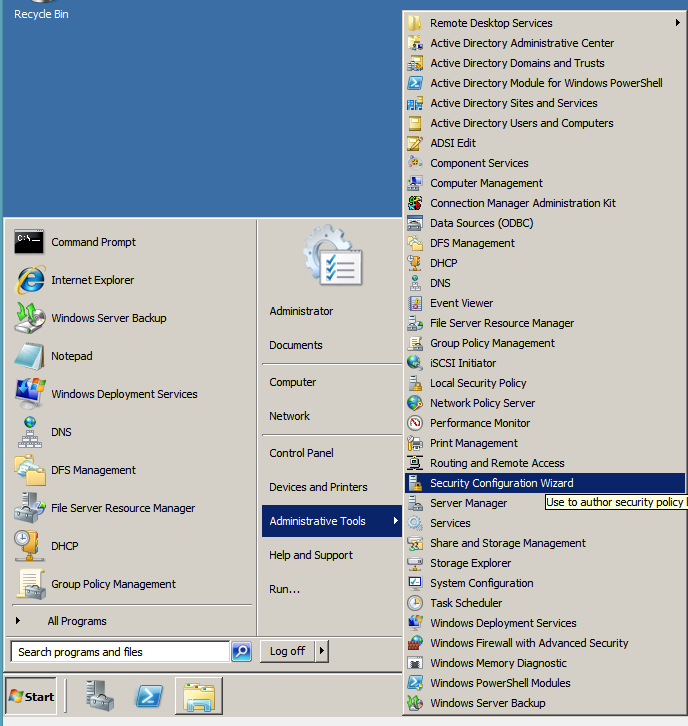 Recycle Bin
Command Prompt
Internet Explorer
Windows Server Backup
Notepad
Windows Deployment Services
DNS
DFS Management
File Server Resource Manager
DHCP
Group Policy Management
All Programs
Search programs and files
Administrator
Documents
Computer
Network
Control Panel
Devices and Printers
Administrative Tools
Help and Support
Run...
Log off
Start
Remote Desktop Services
Active Directory Administrative Center
Active Directory Domains and Trusts
Active Directory Module for Windows PowerShell
Active Directory Sites and Services
Active Directory Users and Computers
ADSI Edit
Component Services
Computer Management
Connection Manager Administration Kit
Data Sources (ODBC)
DFS Management
DHCP
DNS
Event Viewer
File Server Resource Manager
Group Policy Management
iSCSI Initiator
Local Security Policy
Network Policy Server
Performance Monitor
Print Management
Routing and Remote Access
Security Configuration Wizard
Server Manager
Use to author security policy
Services
Share and Storage Management
Storage Explorer
System Configuration
Task Scheduler
Windows Deployment Services
Windows Firewall with Advanced Security
Windows Memory Diagnostic
Windows PowerShell Modules
Windows Server Backup